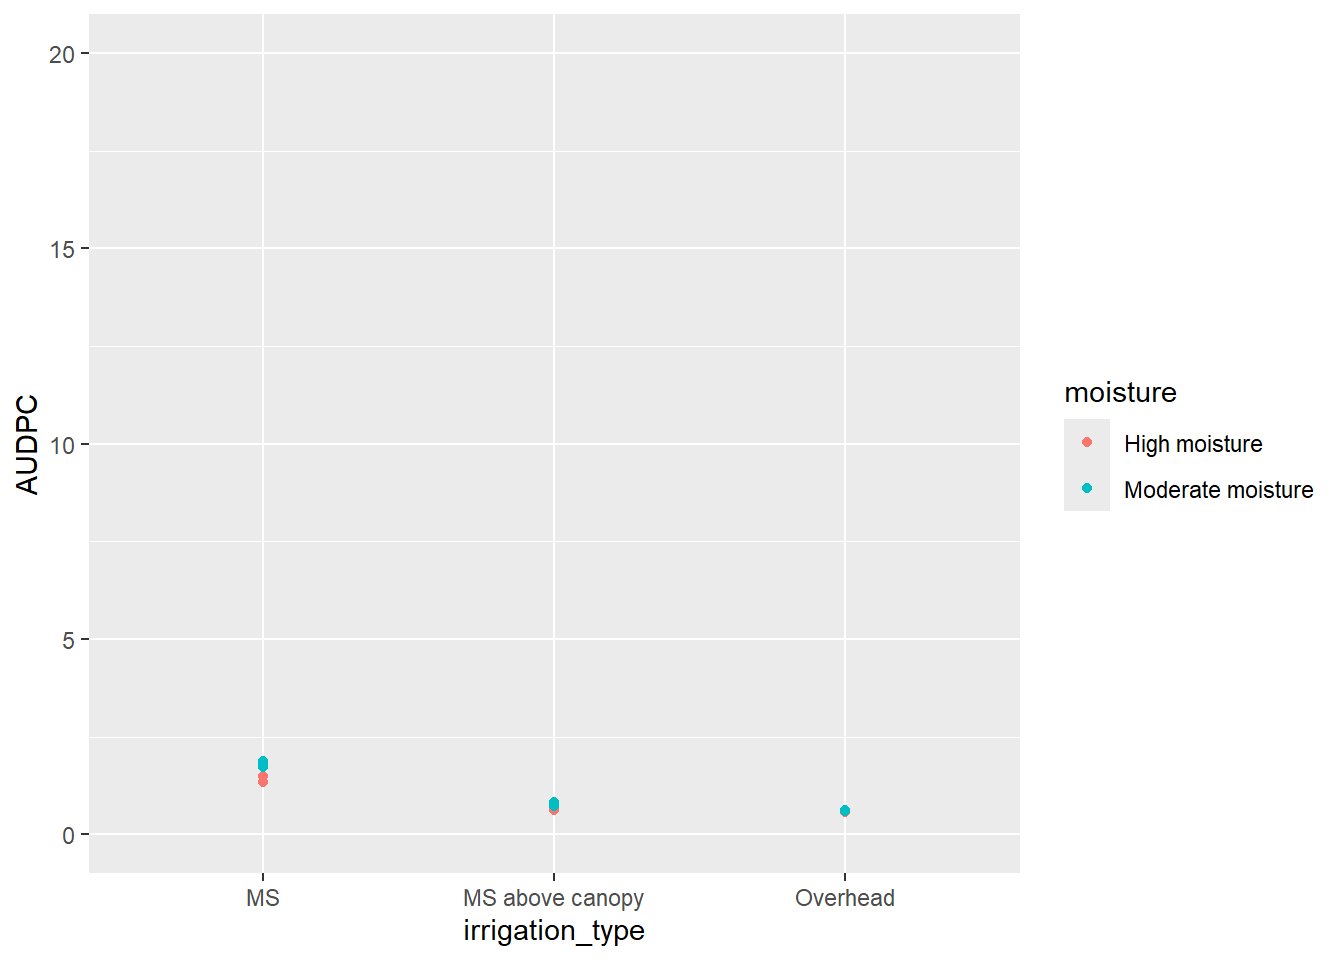 20
15
10
5
0
AUDPC
MS
MS above canopy
Overhead
irrigation_type
moisture
High moisture
Moderate moisture